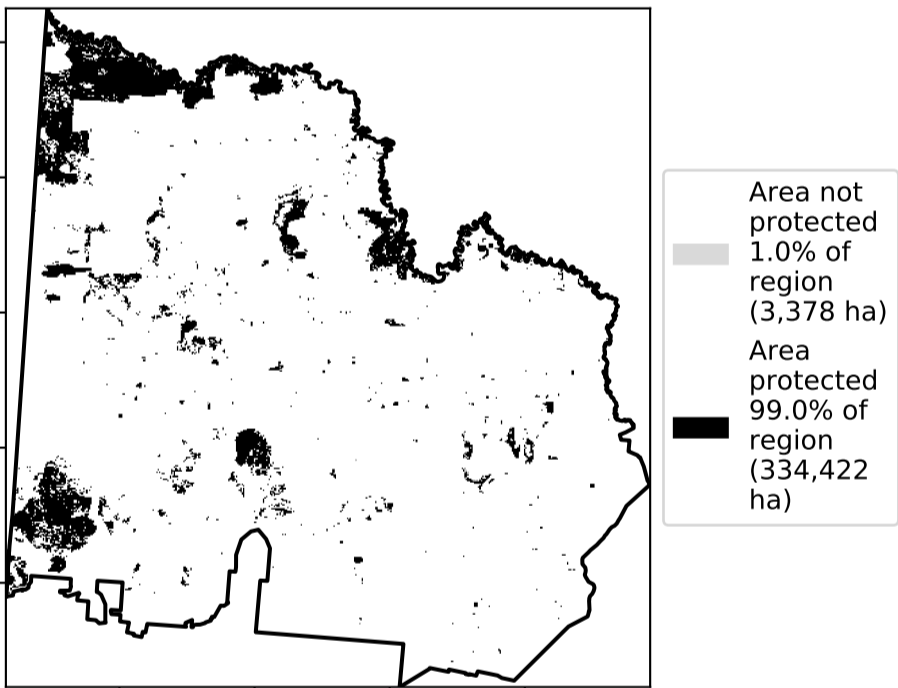 Area not
protected
1.0% of
region
(3,378 ha)
Area
protected
99.0% of
region
(334,422
ha)